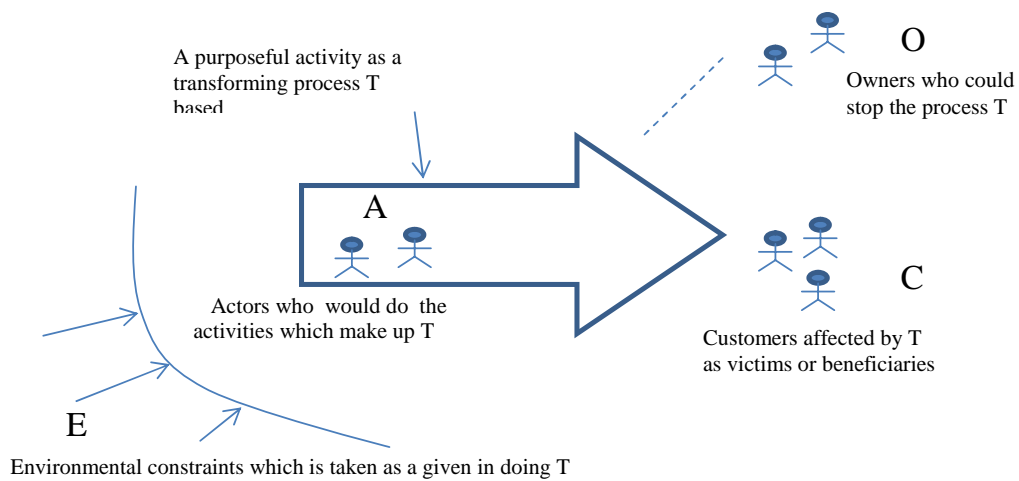 A purposeful activity as a
transforming process T
based
O
Owners who could
stop the process T
A
Actors who would do the
activities which make up T
C
Customers affected by T
as victims or beneficiaries
E
Environmental constraints which is taken as a given in doing T